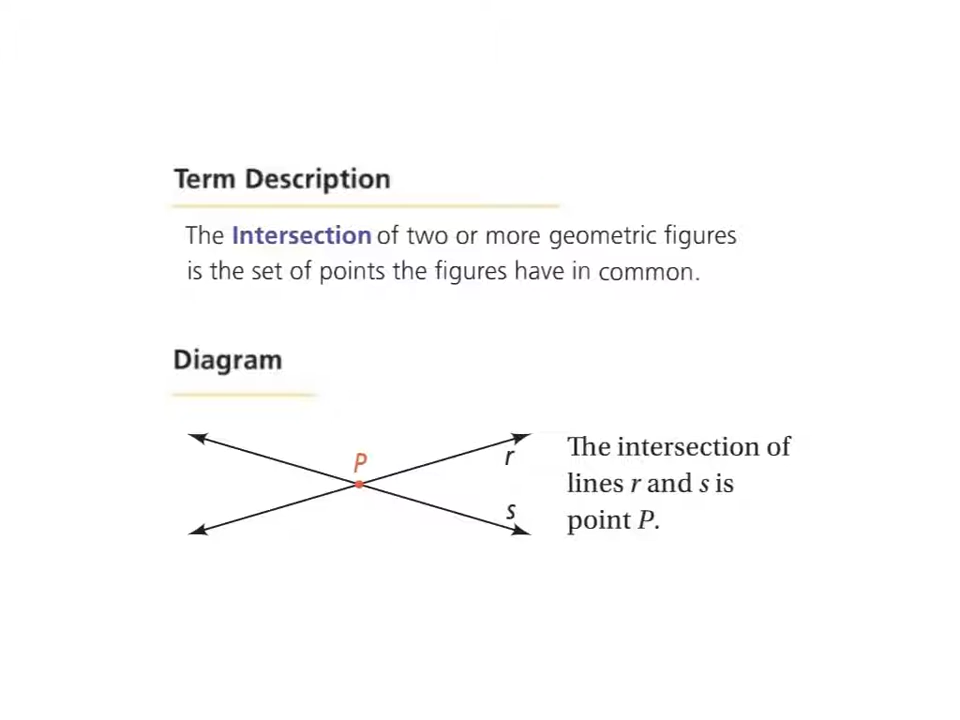 Term Description
The Intersection of two or more geometric figures
is the set of points the figures have in common.
Diagram
P
r
s
The intersection of
lines r and s is
point P.